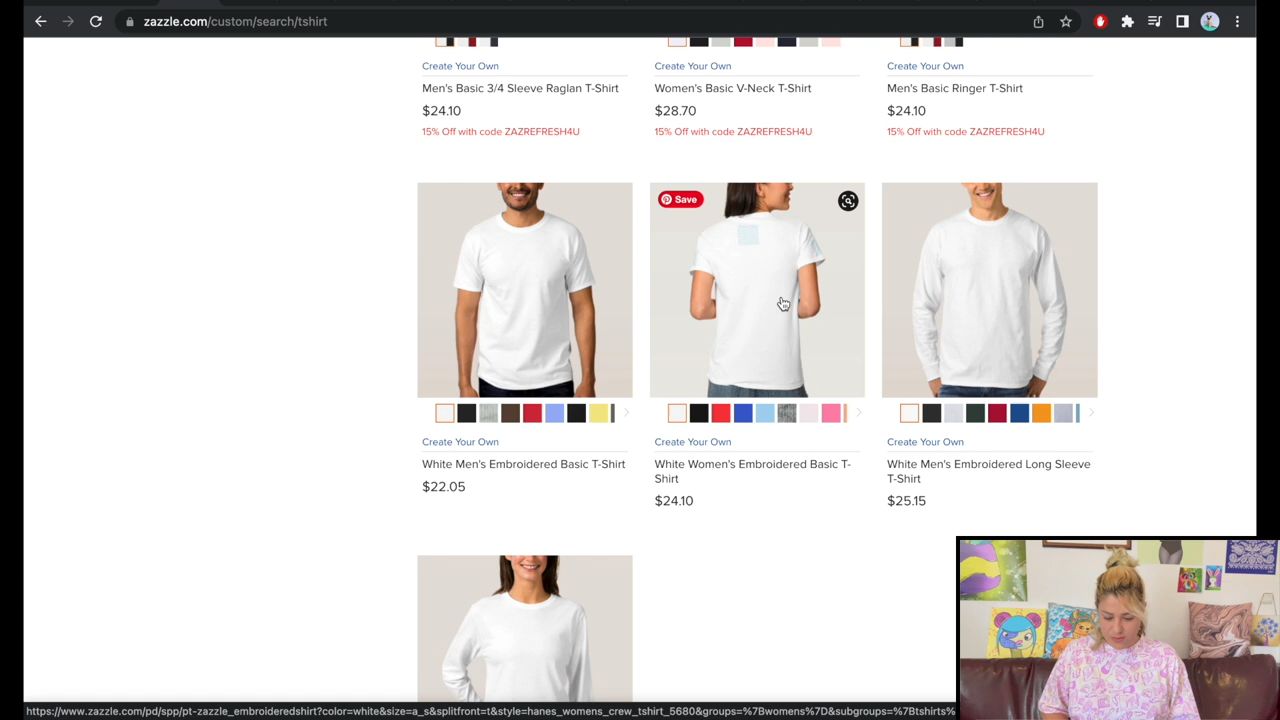 zazzle.com/custom/search/tshirt
Create Your Own
Men's Basic 3/4 Sleeve Raglan T-Shirt
$24.10
15% Off with code ZAZREFRESH4U
Create Your Own
Women's Basic V-Neck T-Shirt
$28.70
15% Off with code ZAZREFRESH4U
Create Your Own
Men's Basic Ringer T-Shirt
$24.10
15% Off with code ZAZREFRESH4U
Save
Create Your Own
White Men's Embroidered Basic T-Shirt
$22.05
Create Your Own
White Women's Embroidered Basic T-
Shirt
$24.10
Create Your Own
White Men's Embroidered Long Sleeve
T-Shirt
$25.15
https://www.zazzle.com/pd/spp/pt-zazzle_embroideredshirt?color=white&size=a_s&splitfront=t&style=hanes_womens_crew_tshirt_5680&groups=%7Bwomens%7D&subgroups=%7Btshirts%